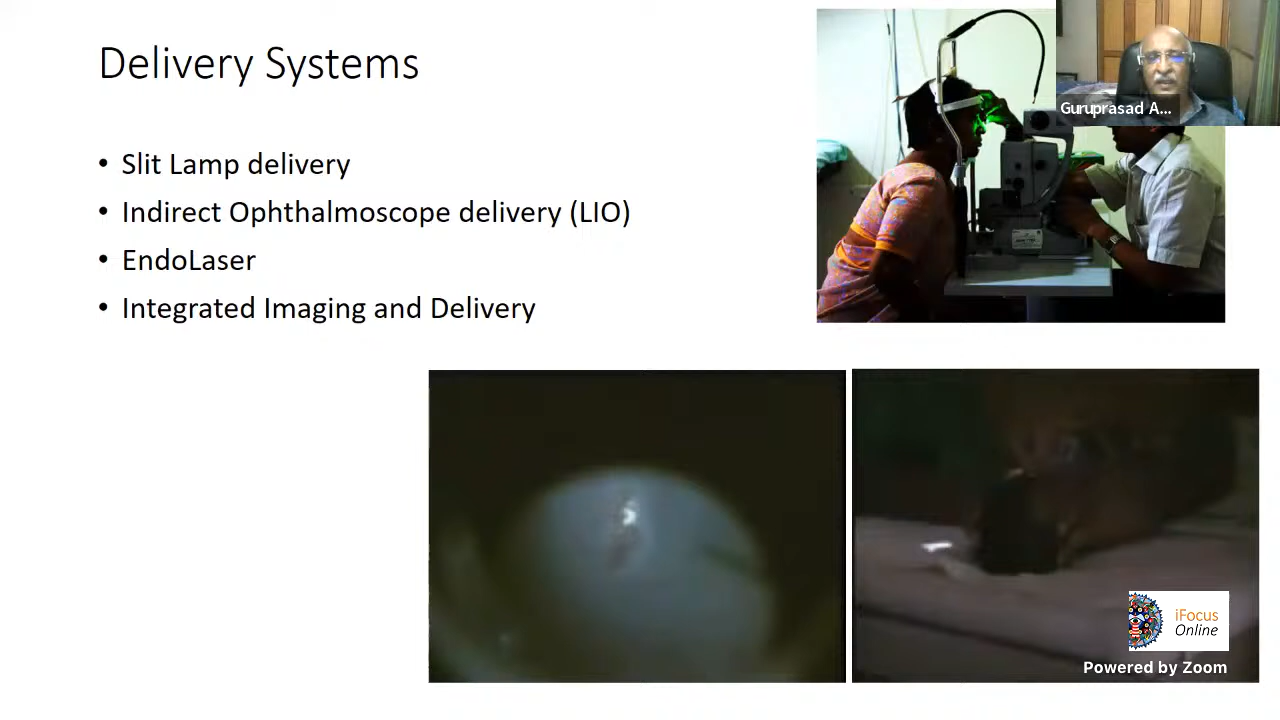 Delivery Systems
• Slit Lamp delivery
• Indirect Ophthalmoscope delivery (LIO)
• EndoLaser
• Integrated Imaging and Delivery
Guruprasad A...
iFocus
Online
Powered by Zoom